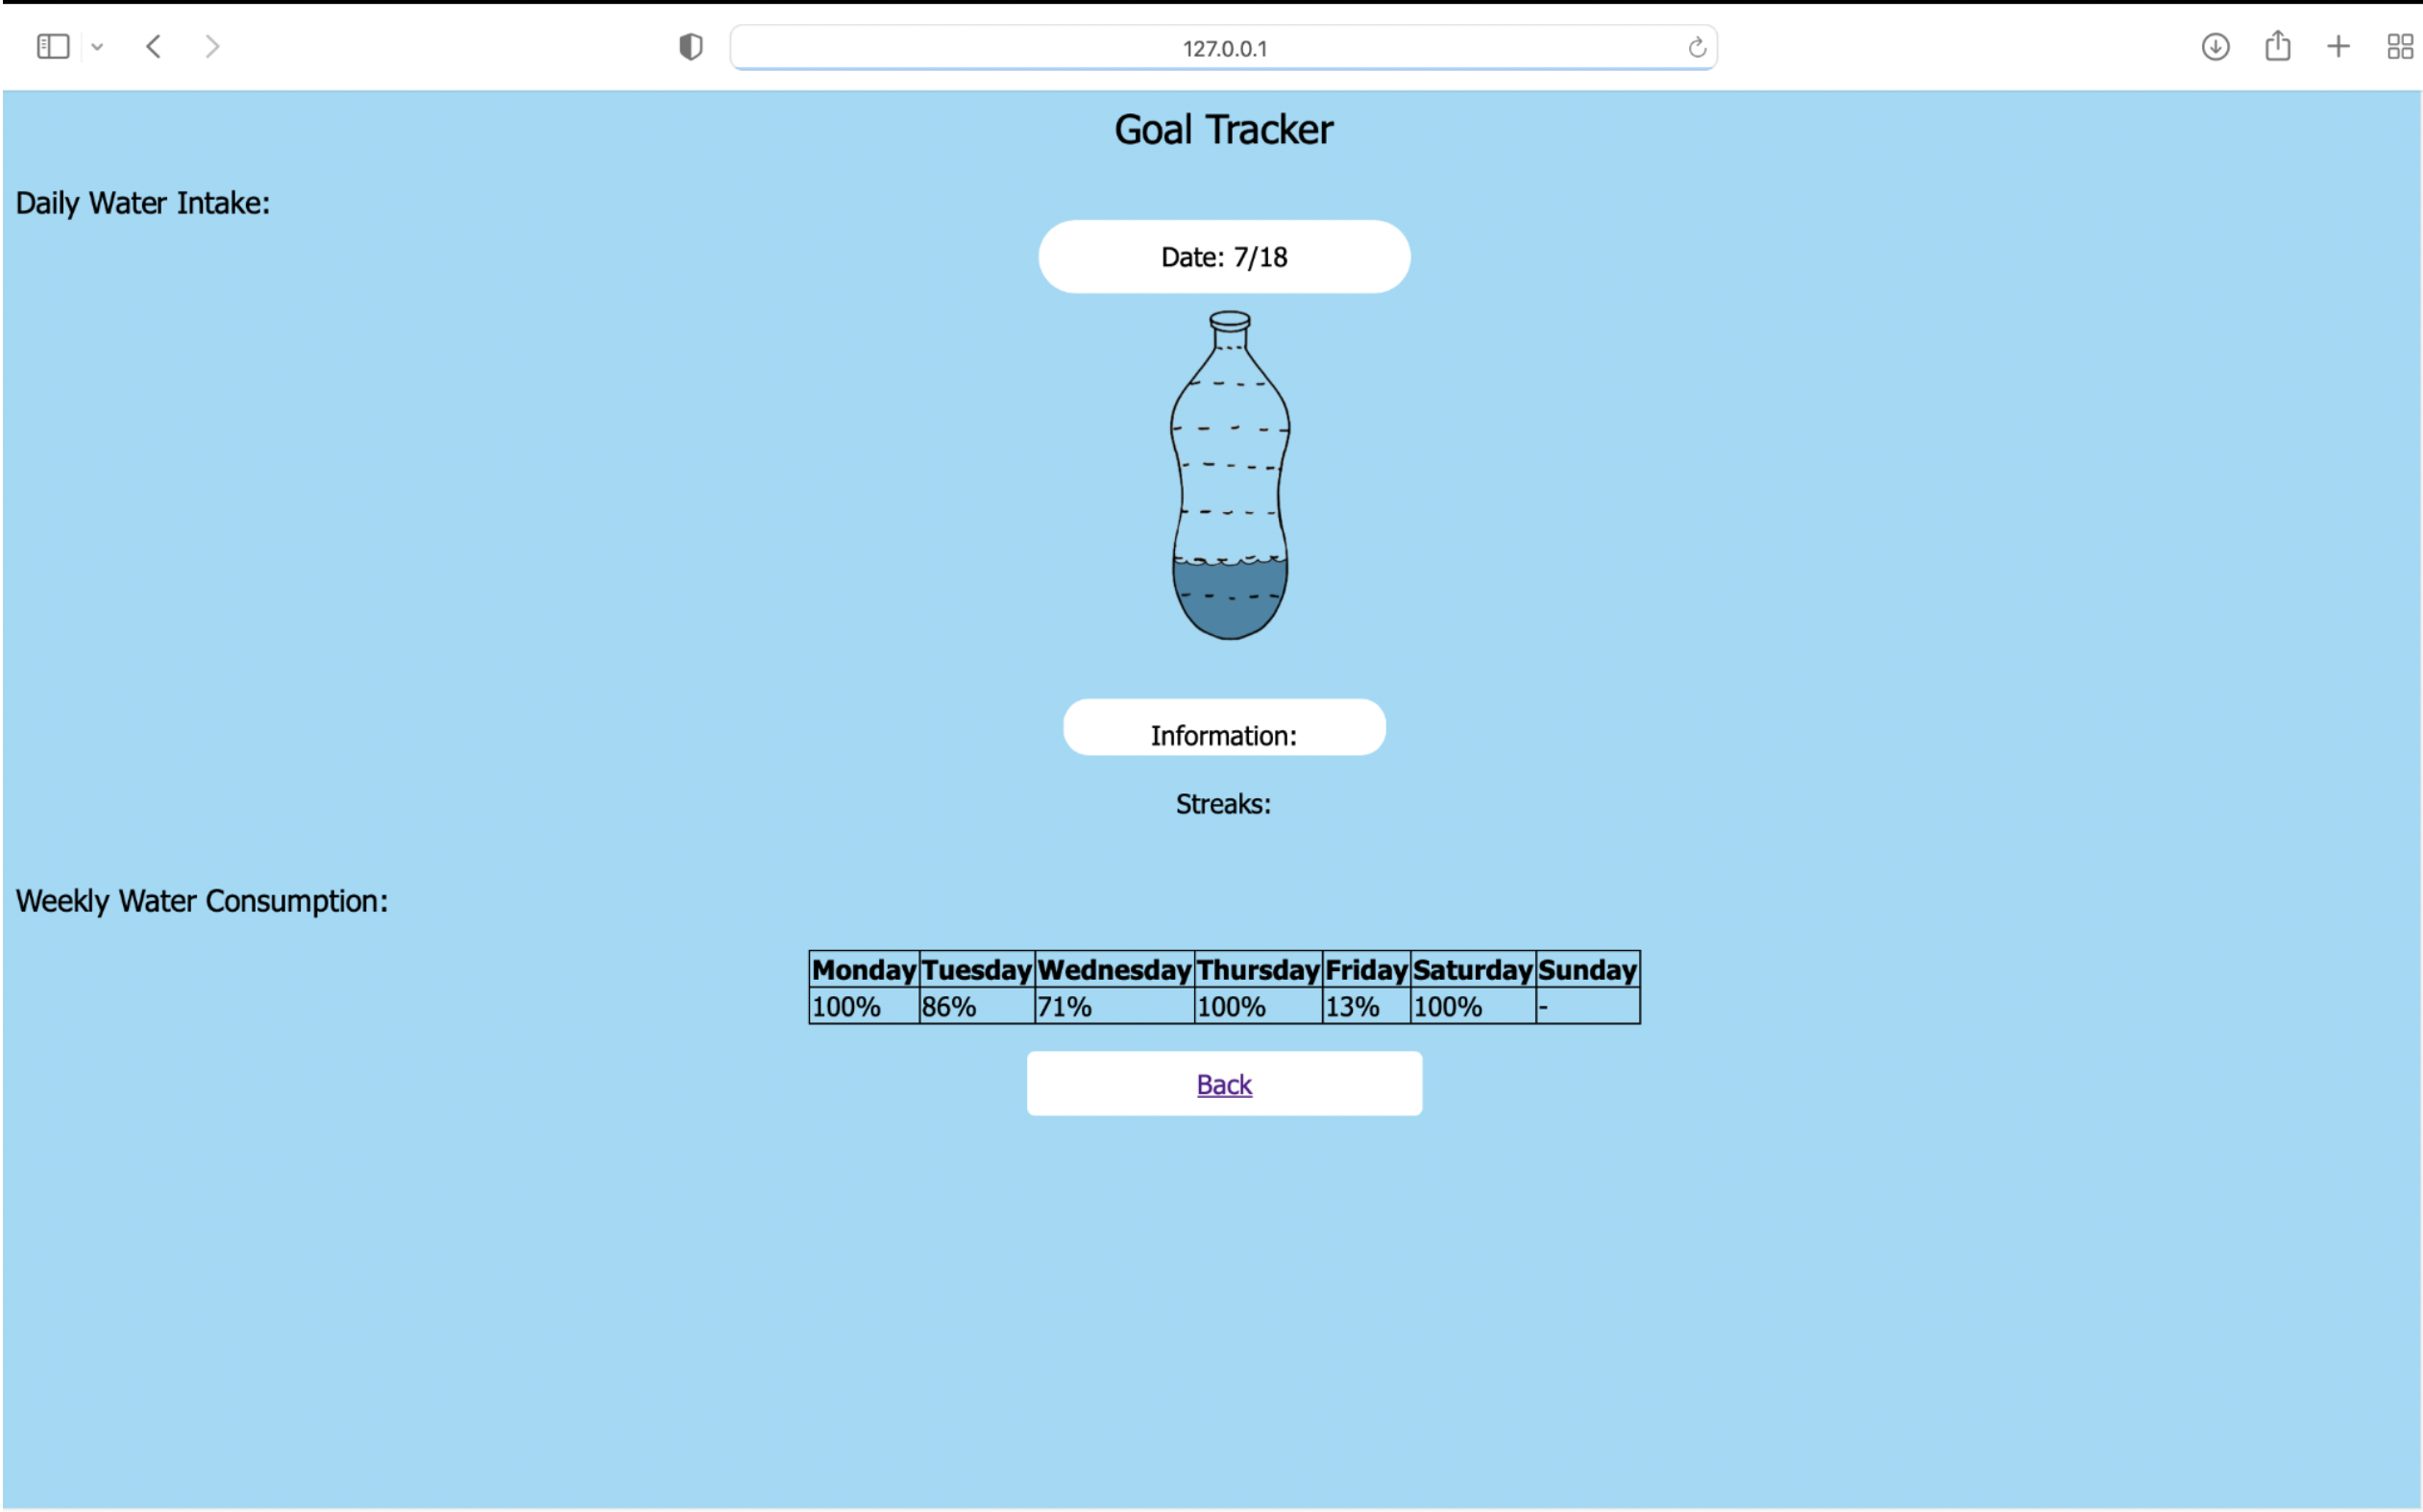 127.0.0.1
Goal Tracker
Daily Water Intake:
Date: 7/18
Information:
Streaks:
Weekly Water Consumption:
Monday Tuesday Wednesday Thursday Friday Saturday Sunday
100% 86% 71% 100% 13% 100% -
Back